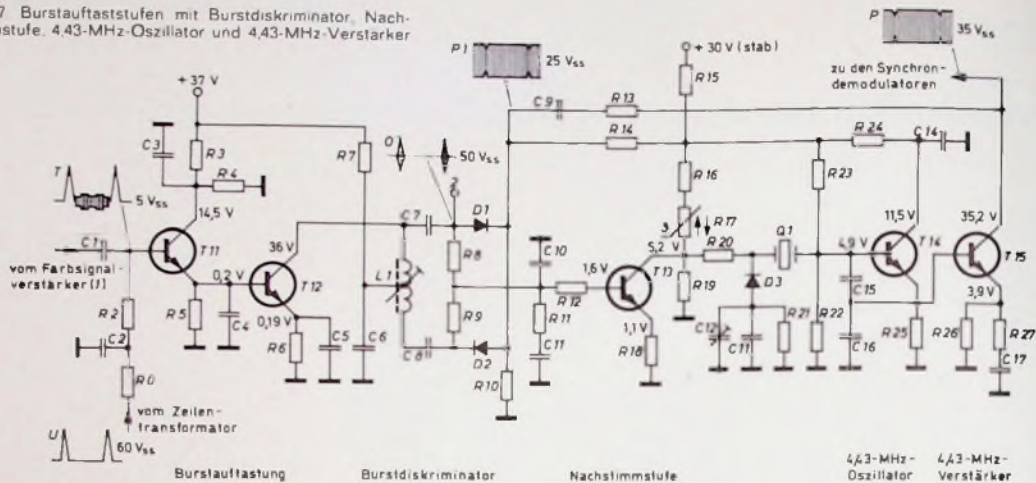 7 Burstauftaststufen mit Burstdiskriminator, Nach-
stufe, 4,43-MHz-Oszillator und 4,43-MHz-Verstärker
P1
25 Vss
P
35 Vss
+30 V (stab)
zu den Synchron-
demodulatoren
+37 V
R15
C9
R13
R14
R24
C14
C3
R3
R4
R7
0
50 Vss
2
R16
R23
T
5 Vss
14,5 V
36 V
C7
D1
ϑ
R17
11,5 V
35,2 V
C1
T11
L1
R8
C10
5,2 V
R20
Q1
4,9 V
T14
T15
vom Farbsignal-
verstärker (J)
0,2 V
T12
R12
1,6 V
T13
D3
C15
3,9 V
R2
R5
C4
0,19 V
R9
R11
R19
R21
R22
C2
R6
C5
C6
C8
D2
C11
1,1 V
R18
C12
C11
C16
R25
R26
R27
R0
R10
C17
vom Zeilen-
transformator
U
60 Vss
Burstauftastung
Burstdiskriminator
Nachstimmstufe
4,43-MHz-
Oszillator
4,43-MHz-
Verstärker